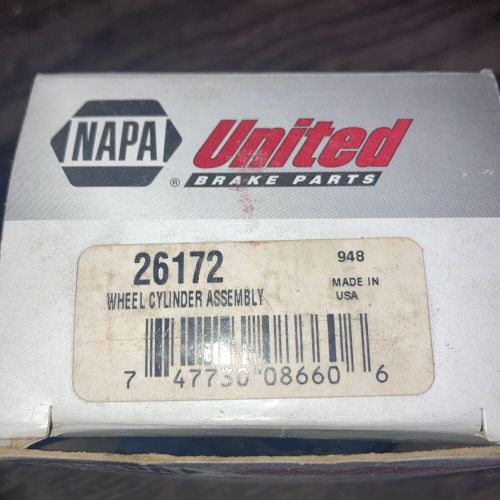 NAPA
®
United
BRAKE PARTS
26172
948
WHEEL CYLINDER ASSEMBLY
MADE IN
USA
7 47730 08660 6